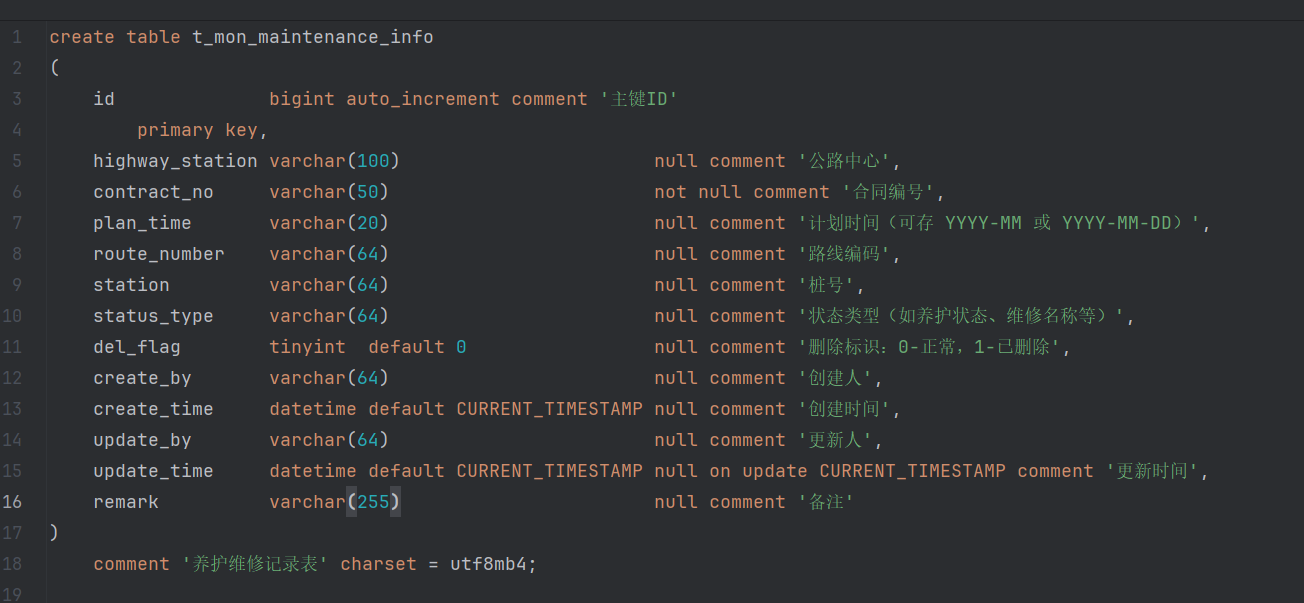 1 create table t_mon_maintenance_info
2 (
3 id bigint auto_increment comment '主键ID'
4 primary key,
5 highway_station varchar(100) null comment '公路中心',
6 contract_no varchar(50) not null comment '合同编号',
7 plan_time varchar(20) null comment '计划时间（可存 YYYY-MM 或 YYYY-MM-DD）',
8 route_number varchar(64) null comment '路线编码',
9 station varchar(64) null comment '桩号',
10 status_type varchar(64) null comment '状态类型（如养护状态、维修名称等）',
11 del_flag tinyint default 0 null comment '删除标识：0-正常，1-已删除',
12 create_by varchar(64) null comment '创建人',
13 create_time datetime default CURRENT_TIMESTAMP null comment '创建时间',
14 update_by varchar(64) null comment '更新人',
15 update_time datetime default CURRENT_TIMESTAMP null on update CURRENT_TIMESTAMP comment '更新时间',
16 remark varchar(255) null comment '备注'
17 )
18 comment '养护维修记录表' charset = utf8mb4;
19